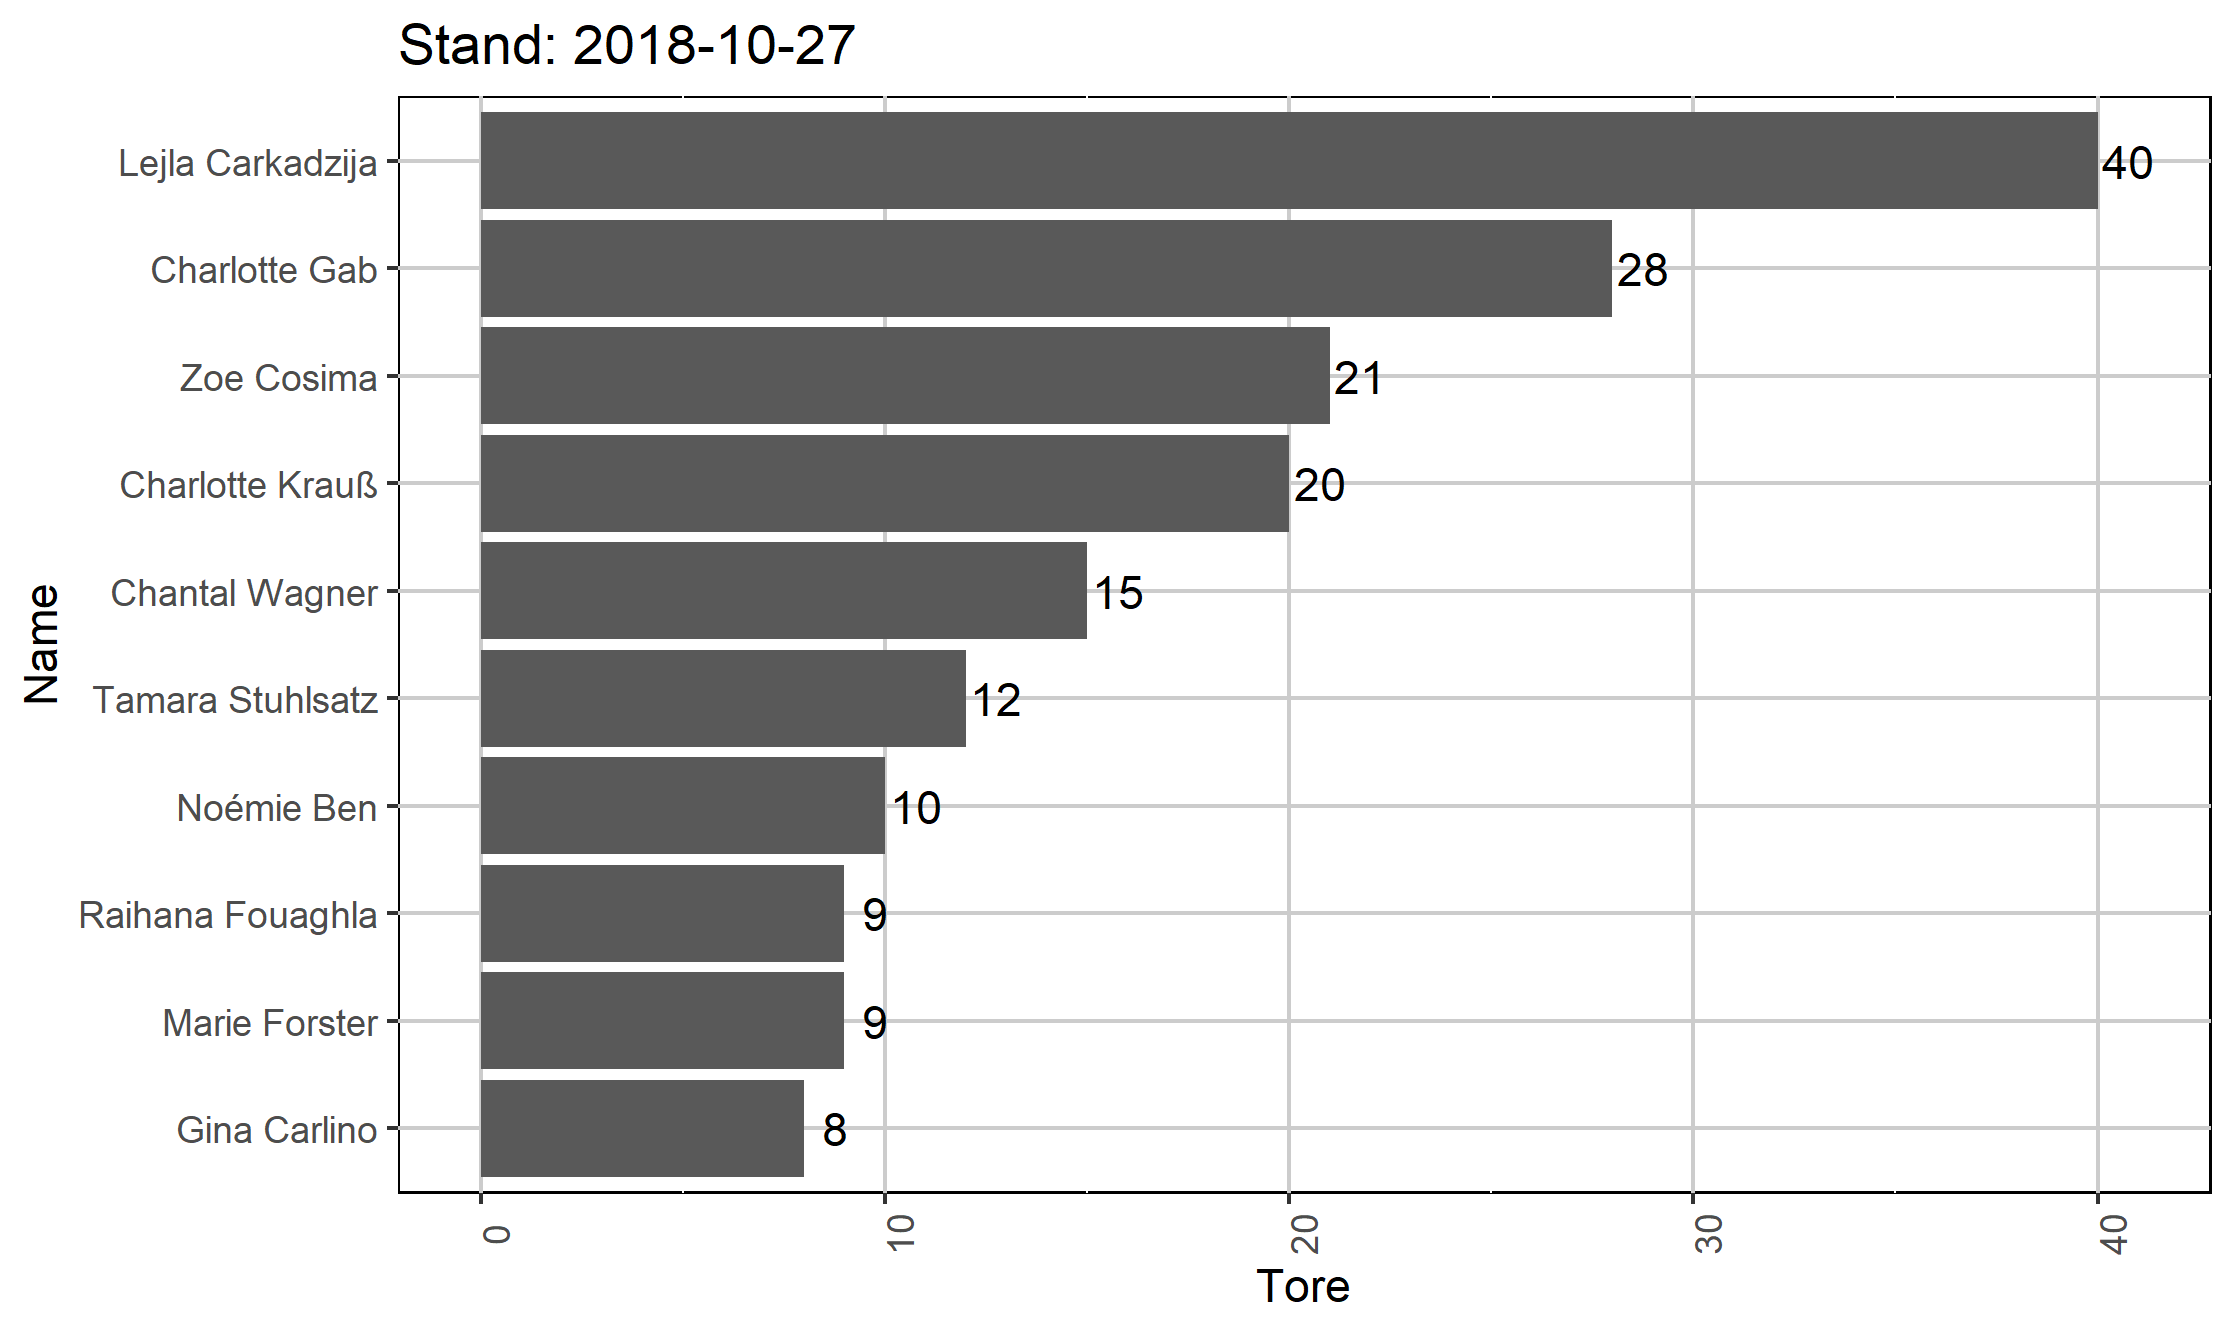 Stand: 2018-10-27
Name
Lejla Carkadzija 40
Charlotte Gab 28
Zoe Cosima 21
Charlotte Krauß 20
Chantal Wagner 15
Tamara Stuhlsatz 12
Noémie Ben 10
Raihana Fouaghla 9
Marie Forster 9
Gina Carlino 8
0 10 20 30 40
Tore